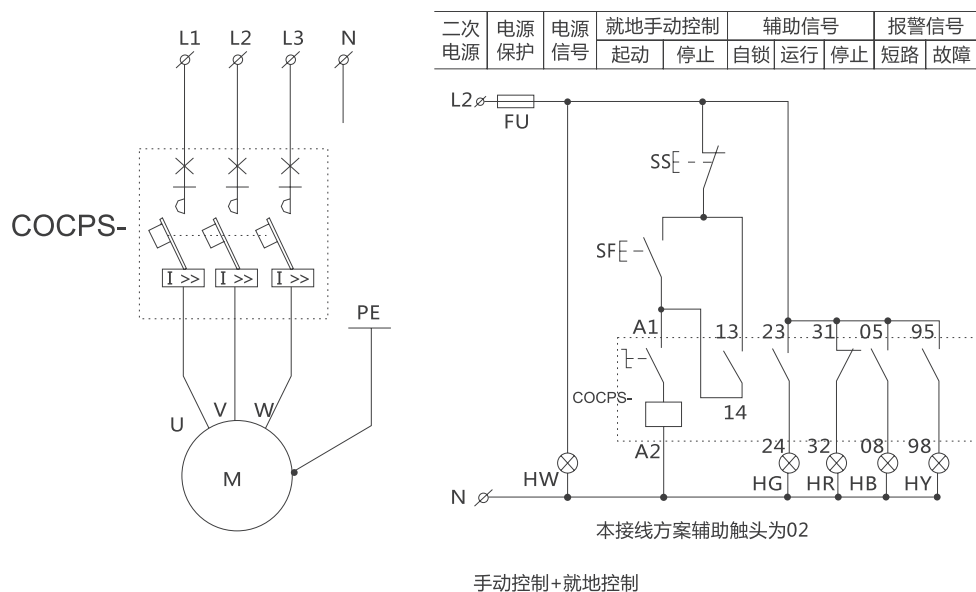 L1 L2 L3 N
COCPS-
I >> I >> I >>
PE
U V W
M
二次电源 电源保护 电源信号 就地手动控制 辅助信号 报警信号
起动 停止 自锁 运行 停止 短路 故障
L2
FU
SS
SF
A1 13 23 31 05 95
COCPS-
14
A2 24 32 08 98
HW HG HR HB HY
N
本接线方案辅助触头为02
手动控制+就地控制